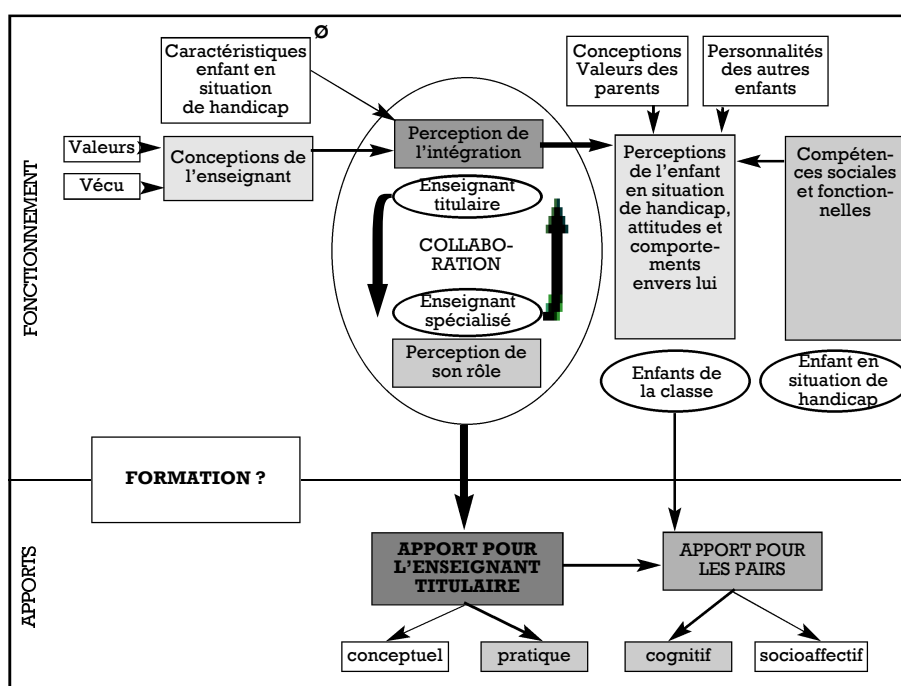 Ø
Caractéristiques
enfant en
situation
de handicap
Conceptions
Valeurs des
parents
Personnalités
des autres
enfants
Valeurs
Vécu
Conceptions de
l'enseignant
Perception de
l'intégration
Enseignant
titulaire
COLLABO-
RATION
Enseignant
spécialisé
Perception de
son rôle
Perceptions
de l'enfant en
situation
de handicap,
attitudes et
comporte-
ments
envers lui
Compéten-
ces sociales
et fonction-
nelles
Enfants de
la classe
Enfant en
situation de
handicap
FONCTIONNEMENT
FORMATION ?
APPORTS
APPORT POUR
L'ENSEIGNANT
TITULAIRE
APPORT POUR
LES PAIRS
conceptuel
pratique
cognitif
socioaffectif